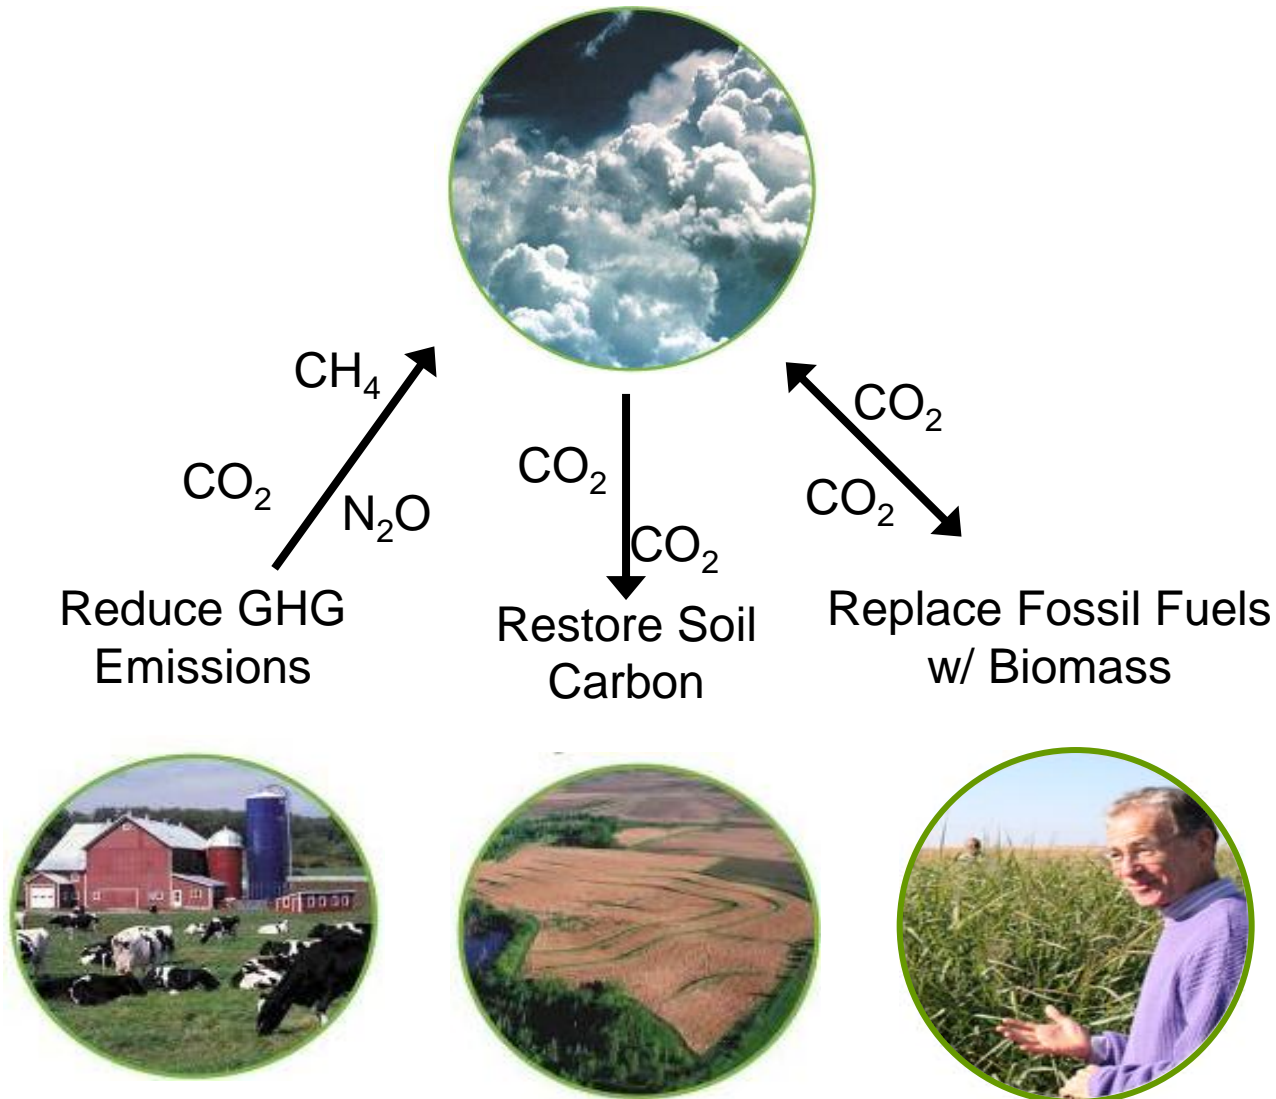 CH₄
CO₂
N₂O
CO₂
CO₂
CO₂
CO₂
Reduce GHG
Emissions
Restore Soil
Carbon
Replace Fossil Fuels
w/ Biomass